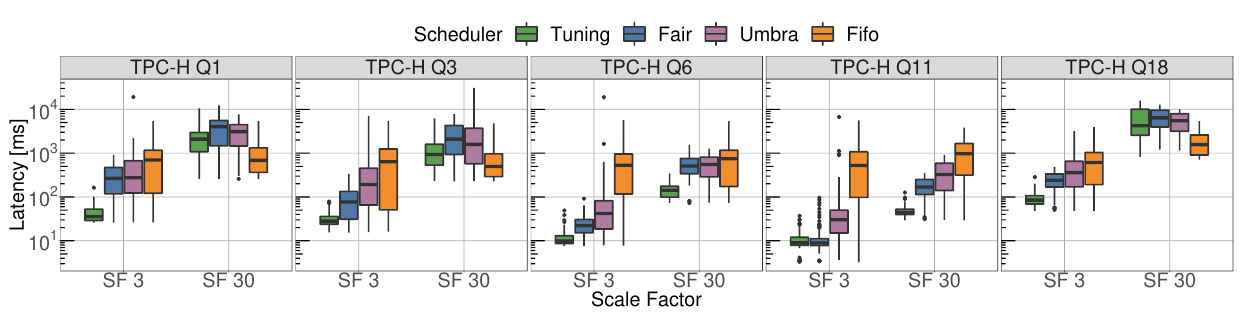 Scheduler Tuning Fair Umbra Fifo
TPC-H Q1 TPC-H Q3 TPC-H Q6 TPC-H Q11 TPC-H Q18
Latency [ms]
10⁴
10³
10²
10¹
SF 3 SF 30 SF 3 SF 30 SF 3 SF 30 SF 3 SF 30 SF 3 SF 30
Scale Factor